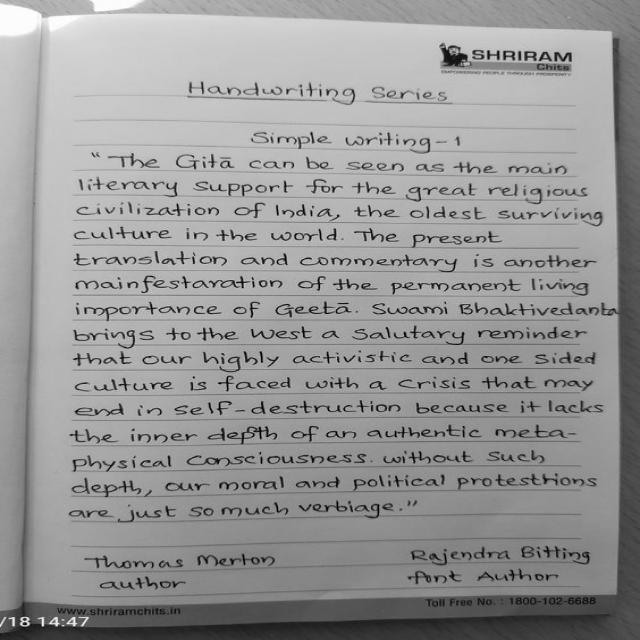 SHRIRAM
Chits
EMPOWERING PEOPLE THROUGH PROSPERITY
Handwriting Series
Simple writing-1
"The Gitā can be seen as the main
literary support for the great religious
civilization of India, the oldest surviving
culture in the world. The present
translation and commentary is another
mainfestaration of the permanent living
importance of Geetā. Swami Bhaktivedanta
brings to the West a Salutary reminder
that our highly activistic and one sided
culture is faced with a crisis that may
end in self-destruction because it lacks
the inner depth of an authentic meta-
physical consciousness. without such
depth, our moral and political protestrions
are just so much verbiage."
Thomas Merton Rajendra Bitting
author font Author
www.shriramchits.in Toll Free No. : 1800-102-6688
/18 14:47